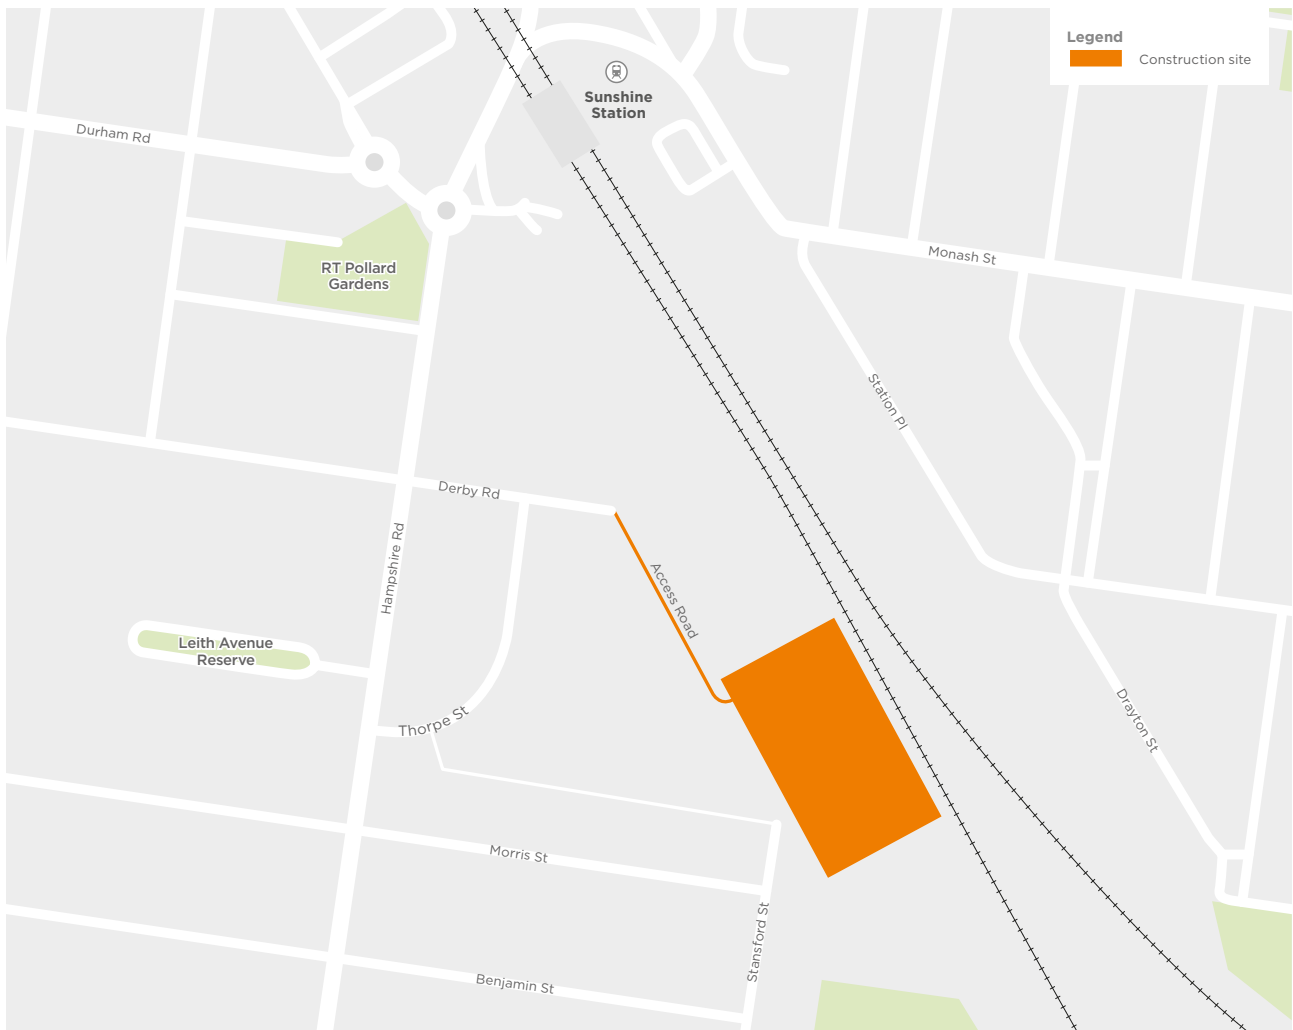 Legend
Construction site
Sunshine
Station
Durham Rd
Monash St
RT Pollard
Gardens
Station Pl
Derby Rd
Hampshire Rd
Access Road
Leith Avenue
Reserve
Thorpe St
Drayton St
Morris St
Stansford St
Benjamin St